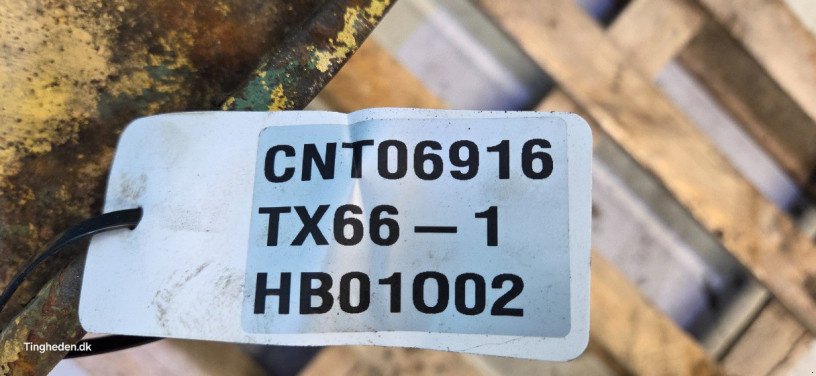 CNT06916
TX66 — 1
HB01002
Tingheden.dk